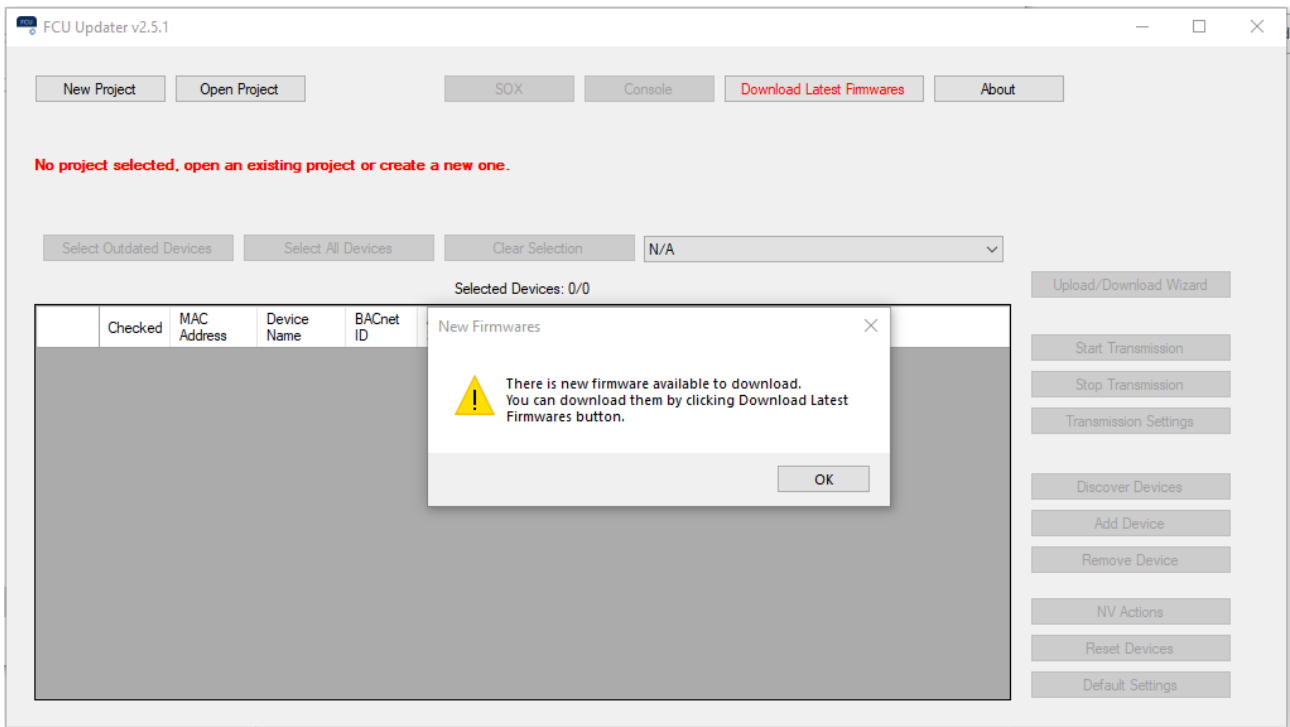 FCU Updater v2.5.1
New Project Open Project SOX Console Download Latest Firmwares About
No project selected, open an existing project or create a new one.
Select Outdated Devices Select All Devices Clear Selection N/A
Selected Devices: 0/0
Upload/Download Wizard
Checked MAC Address Device Name BACnet ID
New Firmwares
There is new firmware available to download.
You can download them by clicking Download Latest
Firmwares button.
OK
Start Transmission
Stop Transmission
Transmission Settings
Discover Devices
Add Device
Remove Device
NV Actions
Reset Devices
Default Settings